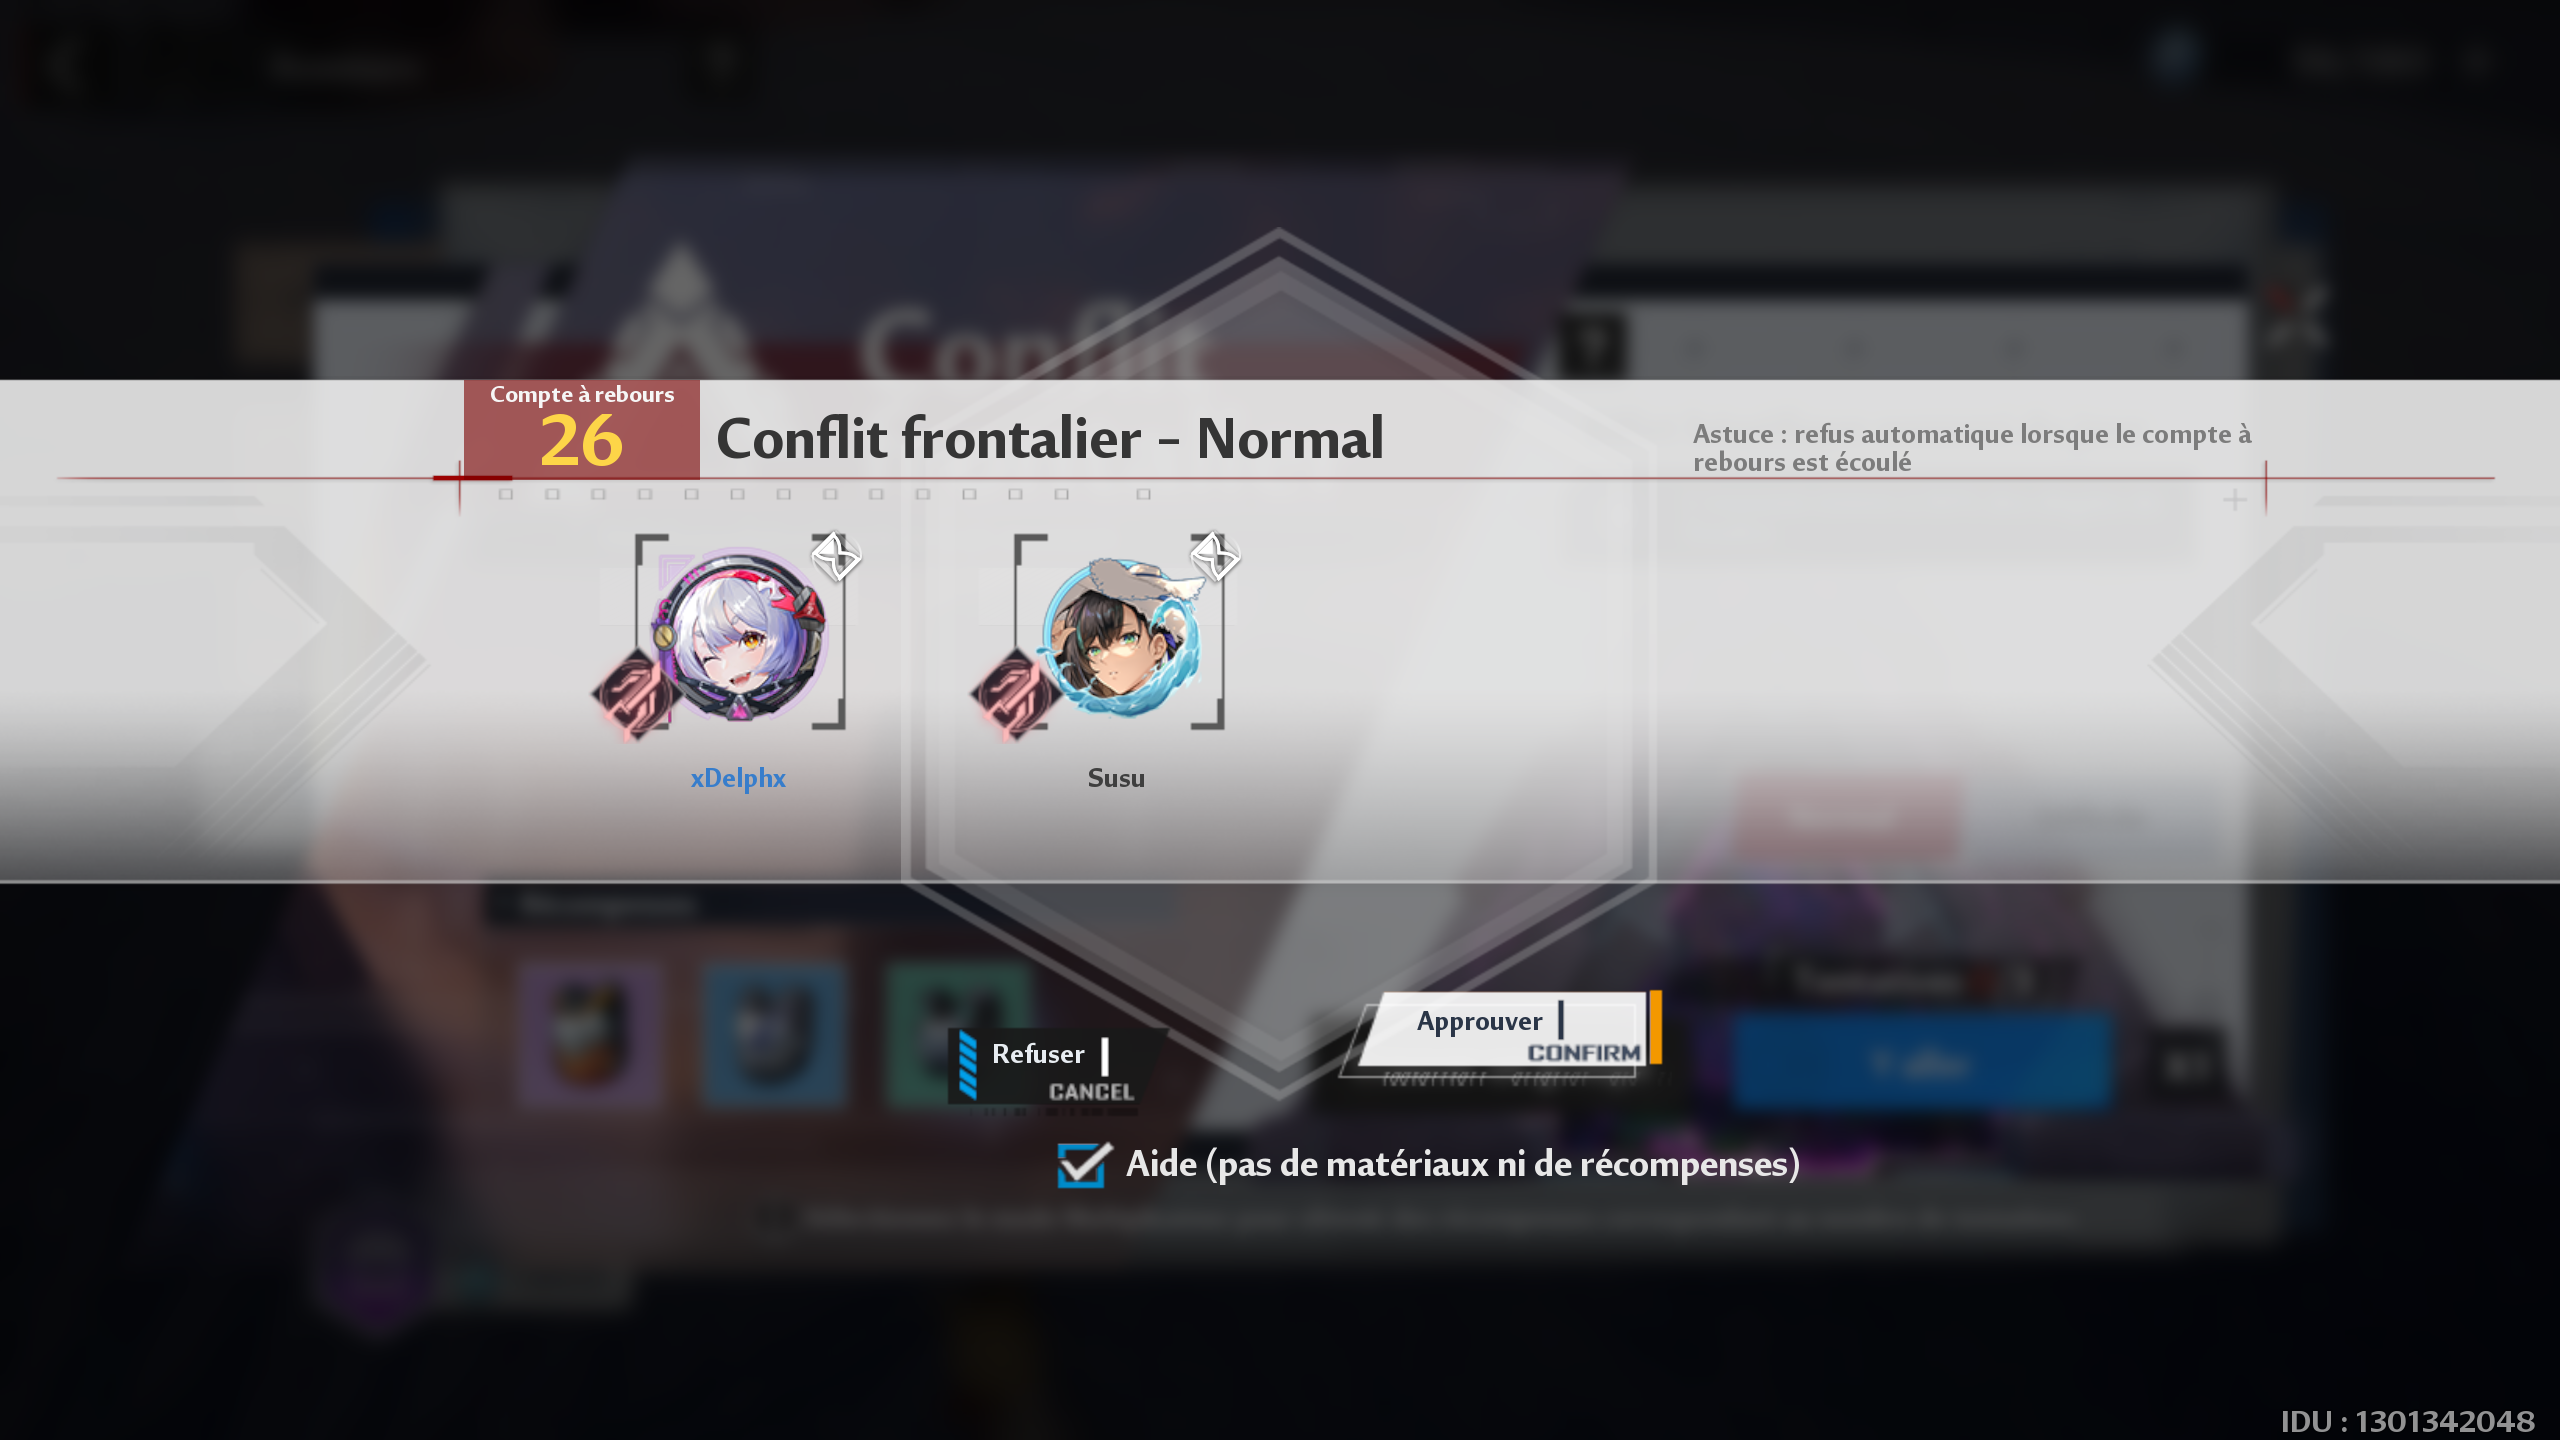 Conflit
Compte à rebours
26
Conflit frontalier – Normal
Astuce : refus automatique lorsque le compte à
rebours est écoulé
xDelphx
Susu
Refuser
CANCEL
Approuver
CONFIRM
Aide (pas de matériaux ni de récompenses)
IDU : 1301342048